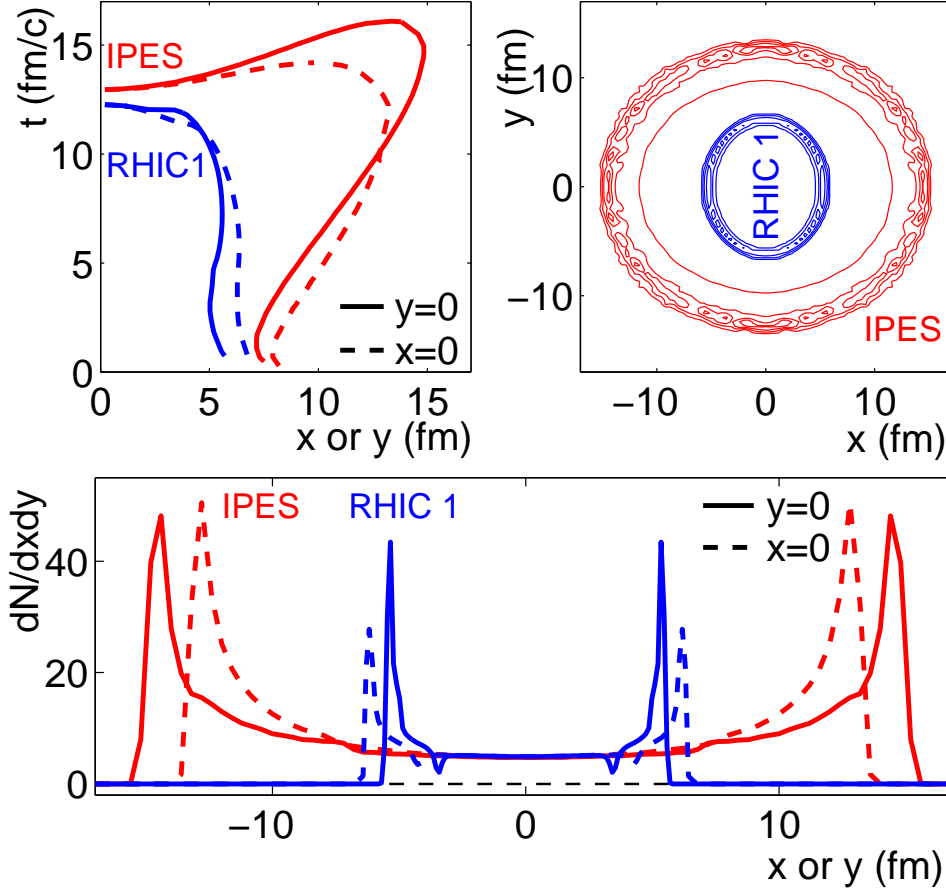 t (fm/c)
15
10
5
0
IPES
RHIC1
y=0
x=0
0
5
10
15
x or y (fm)
y (fm)
10
0
−10
RHIC 1
IPES
−10
0
10
x (fm)
dN/dxdy
40
20
0
IPES
RHIC 1
y=0
x=0
−10
0
10
x or y (fm)